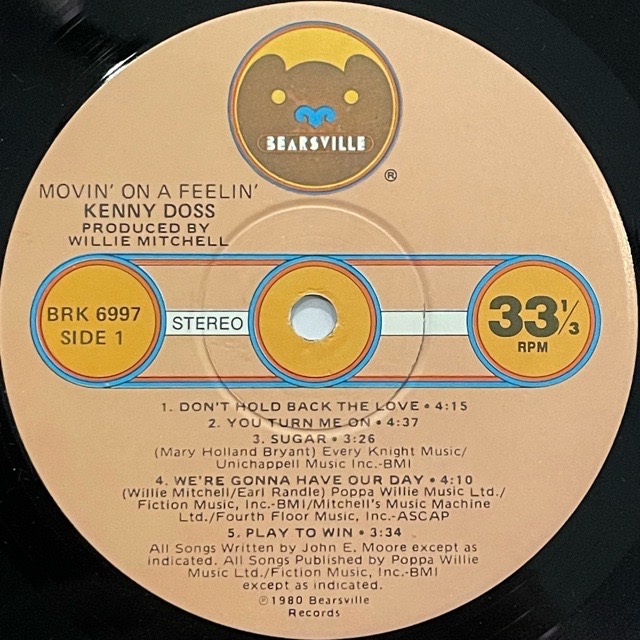 BEARSVILLE
®
MOVIN' ON A FEELIN'
KENNY DOSS
PRODUCED BY
WILLIE MITCHELL
BRK 6997
SIDE 1
STEREO
33 1/3
RPM
1. DON'T HOLD BACK THE LOVE • 4:15
2. YOU TURN ME ON • 4:37
3. SUGAR • 3:26
(Mary Holland Bryant) Every Knight Music/
Unichappell Music Inc.-BMI
4. WE'RE GONNA HAVE OUR DAY • 4:10
(Willie Mitchell/Earl Randle) Poppa Willie Music Ltd./
Fiction Music, Inc.-BMI/Mitchell's Music Machine
Ltd./Fourth Floor Music, Inc.-ASCAP
5. PLAY TO WIN • 3:34
All Songs Written by John E. Moore except as
indicated. All Songs Published by Poppa Willie
Music Ltd./Fiction Music, Inc.-BMI
except as indicated.
℗ 1980 Bearsville
Records